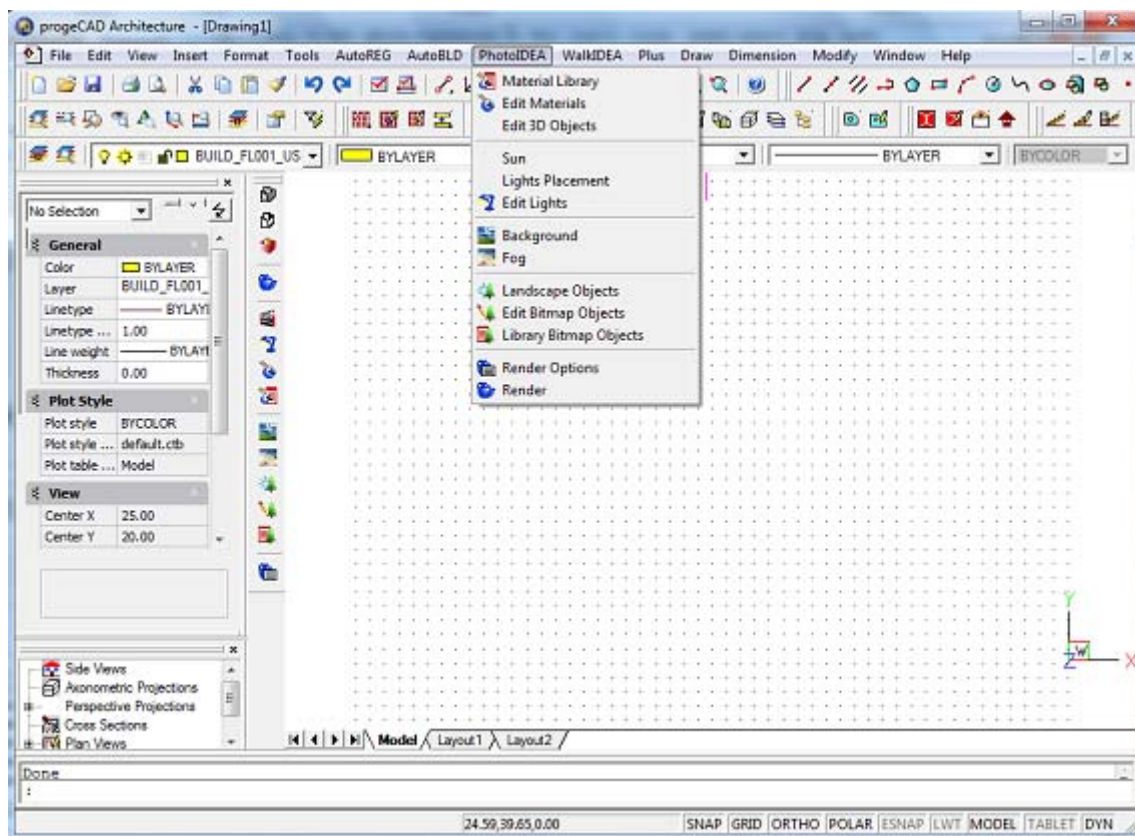 progeCAD Architecture - [Drawing1]
File Edit View Insert Format Tools AutoREG AutoBLD PhotoIDEA WalkIDEA Plus Draw Dimension Modify Window Help
Material Library
Edit Materials
Edit 3D Objects
Sun
Lights Placement
Edit Lights
Background
Fog
Landscape Objects
Edit Bitmap Objects
Library Bitmap Objects
Render Options
Render
BUILD_FL001_US BYLAYER BYLAYER BYCOLOR
No Selection
General
Color BYLAYER
Layer BUILD_FL001_
Linetype BYLAYI
Linetype ... 1.00
Line weight BYLAYI
Thickness 0.00
Plot Style
Plot style BYCOLOR
Plot style ... default.ctb
Plot table ... Model
View
Center X 25.00
Center Y 20.00
Side Views
Axonometric Projections
Perspective Projections
Cross Sections
Plan Views
Y
W
Z X
Model Layout1 Layout2
Done
:
24.59,39.65,0.00 SNAP GRID ORTHO POLAR ESNAP LWT MODEL TABLET DYN